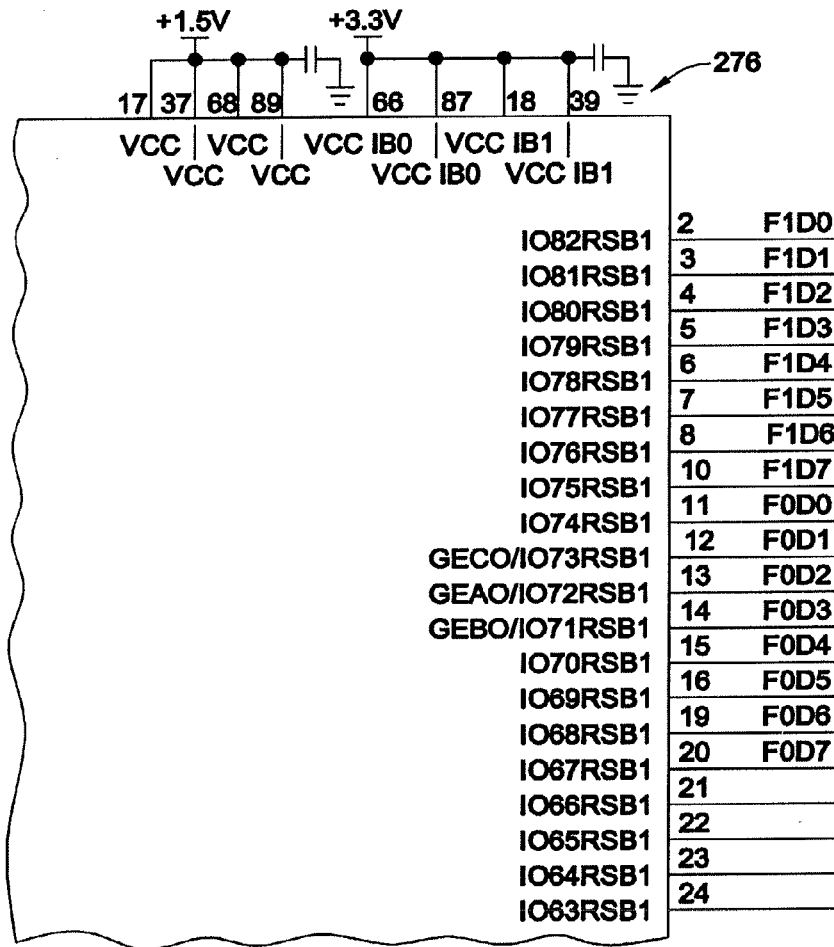 +1.5V +3.3V
276
17 37 68 89 66 87 18 39
VCC VCC VCC IB0 VCC IB1
VCC VCC VCC IB0 VCC IB1
IO82RSB1 2 F1D0
IO81RSB1 3 F1D1
IO80RSB1 4 F1D2
IO79RSB1 5 F1D3
IO78RSB1 6 F1D4
IO77RSB1 7 F1D5
IO76RSB1 8 F1D6
IO75RSB1 10 F1D7
IO74RSB1 11 F0D0
GECO/IO73RSB1 12 F0D1
GEAO/IO72RSB1 13 F0D2
GEBO/IO71RSB1 14 F0D3
IO70RSB1 15 F0D4
IO69RSB1 16 F0D5
IO68RSB1 19 F0D6
IO67RSB1 20 F0D7
IO66RSB1 21
IO65RSB1 22
IO64RSB1 23
IO63RSB1 24